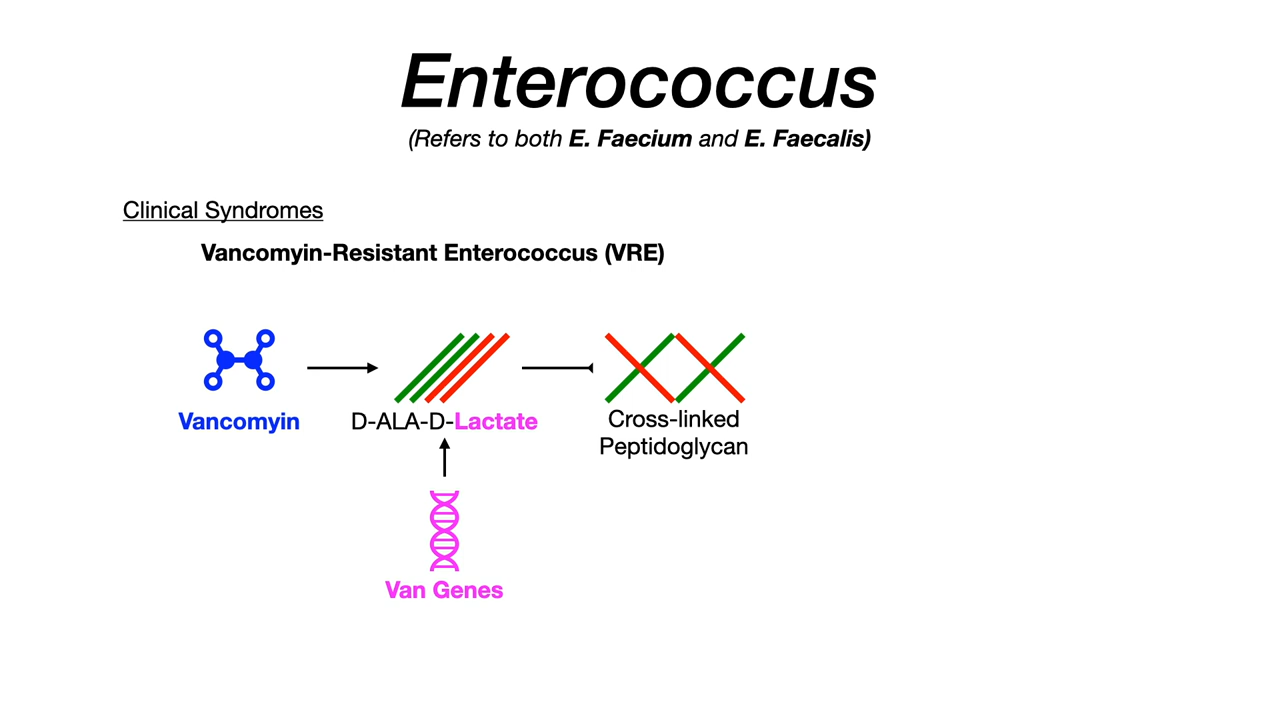 Enterococcus
(Refers to both E. Faecium and E. Faecalis)
Clinical Syndromes
Vancomyin-Resistant Enterococcus (VRE)
Vancomyin
D-ALA-D-Lactate
Cross-linked
Peptidoglycan
Van Genes